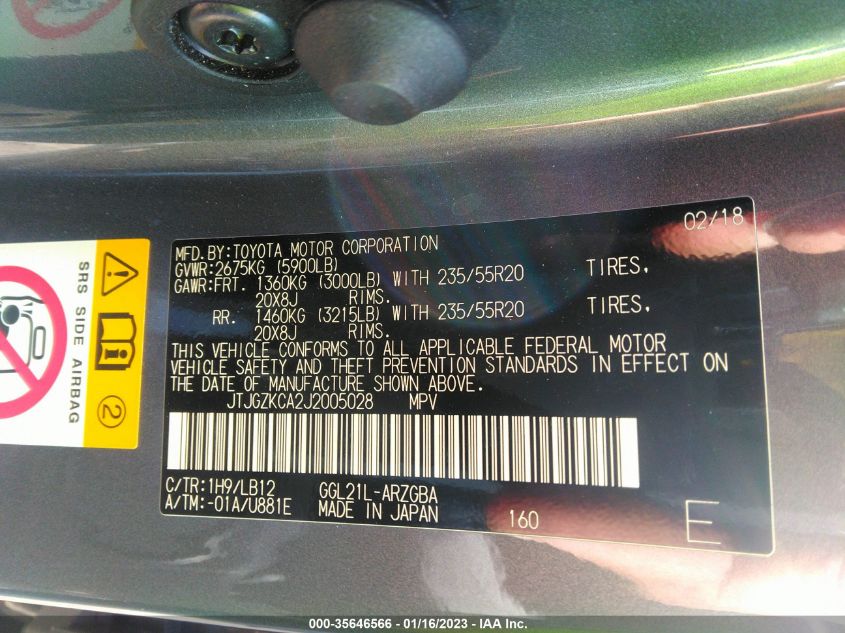 02/18
MFD.BY:TOYOTA MOTOR CORPORATION
GVWR:2675KG (5900LB)
GAWR:FRT. 1360KG (3000LB) WITH 235/55R20 TIRES,
20X8J RIMS.
RR. 1460KG (3215LB) WITH 235/55R20 TIRES,
20X8J RIMS.
THIS VEHICLE CONFORMS TO ALL APPLICABLE FEDERAL MOTOR
VEHICLE SAFETY AND THEFT PREVENTION STANDARDS IN EFFECT ON
THE DATE OF MANUFACTURE SHOWN ABOVE.
JTJGZKCA2J2005028 MPV
C/TR:1H9/LB12 GGL21L-ARZGBA
A/TM:-01A/U881E MADE IN JAPAN 160 E
SRS SIDE AIRBAG
2
000-35646566 - 01/16/2023 - IAA Inc.